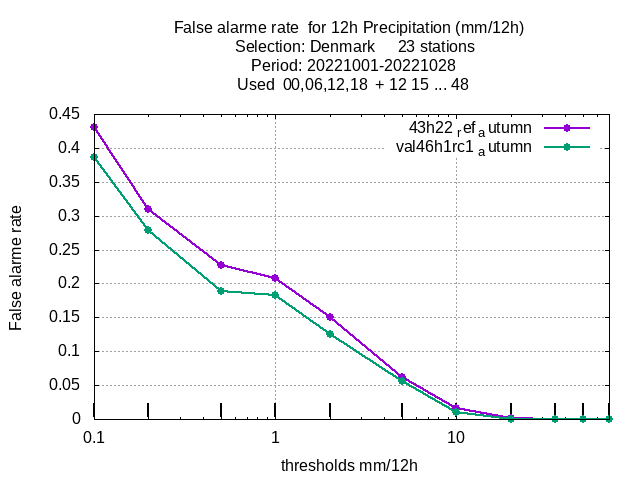 False alarme rate  for 12h Precipitation (mm/12h)
Selection: Denmark     23 stations
Period: 20221001-20221028
Used  00,06,12,18  + 12 15 ... 48
43h22 ref autumn
val46h1rc1 autumn
0.45
0.4
0.35
0.3
0.25
0.2
0.15
0.1
0.05
0
False alarme rate
0.1
1
10
thresholds mm/12h